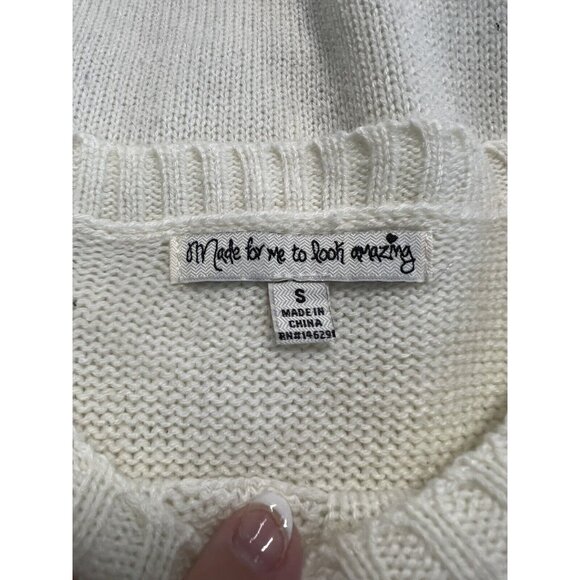 Made for me to look amazing
S
MADE IN
CHINA
RN#146291